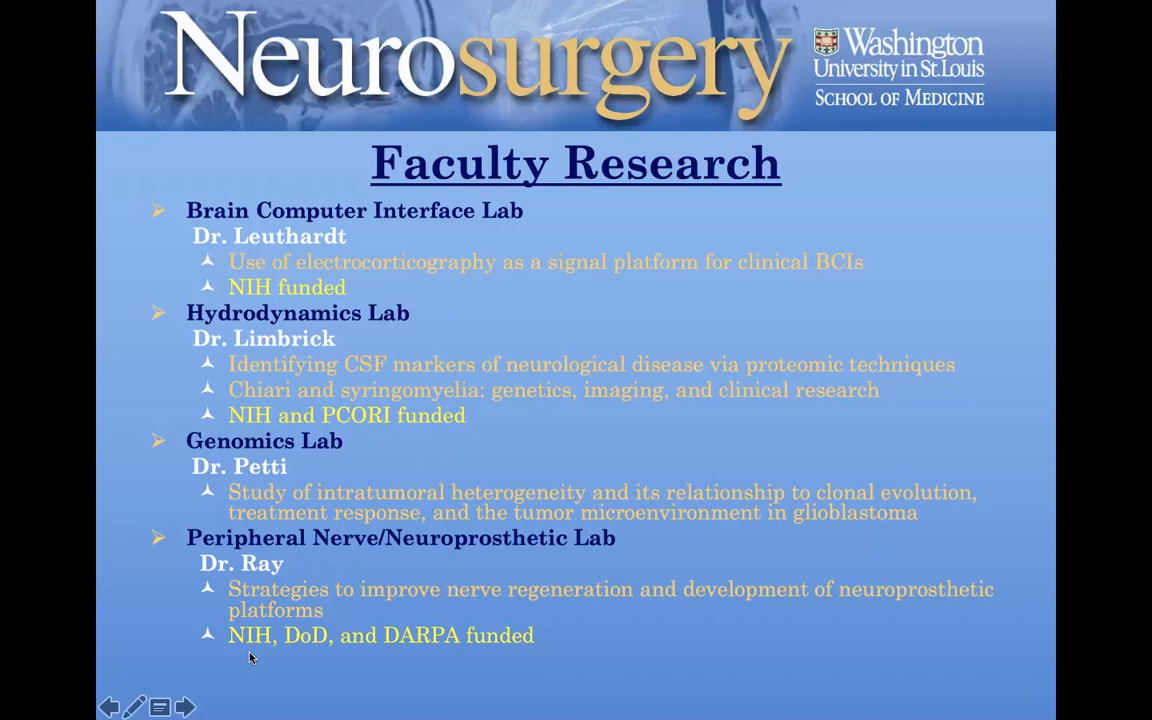 Neurosurgery
Washington
University in St. Louis
SCHOOL OF MEDICINE
Faculty Research
Brain Computer Interface Lab
Dr. Leuthardt
Use of electrocorticography as a signal platform for clinical BCIs
NIH funded
Hydrodynamics Lab
Dr. Limbrick
Identifying CSF markers of neurological disease via proteomic techniques
Chiari and syringomyelia: genetics, imaging, and clinical research
NIH and PCORI funded
Genomics Lab
Dr. Petti
Study of intratumoral heterogeneity and its relationship to clonal evolution,
treatment response, and the tumor microenvironment in glioblastoma
Peripheral Nerve/Neuroprosthetic Lab
Dr. Ray
Strategies to improve nerve regeneration and development of neuroprosthetic
platforms
NIH, DoD, and DARPA funded